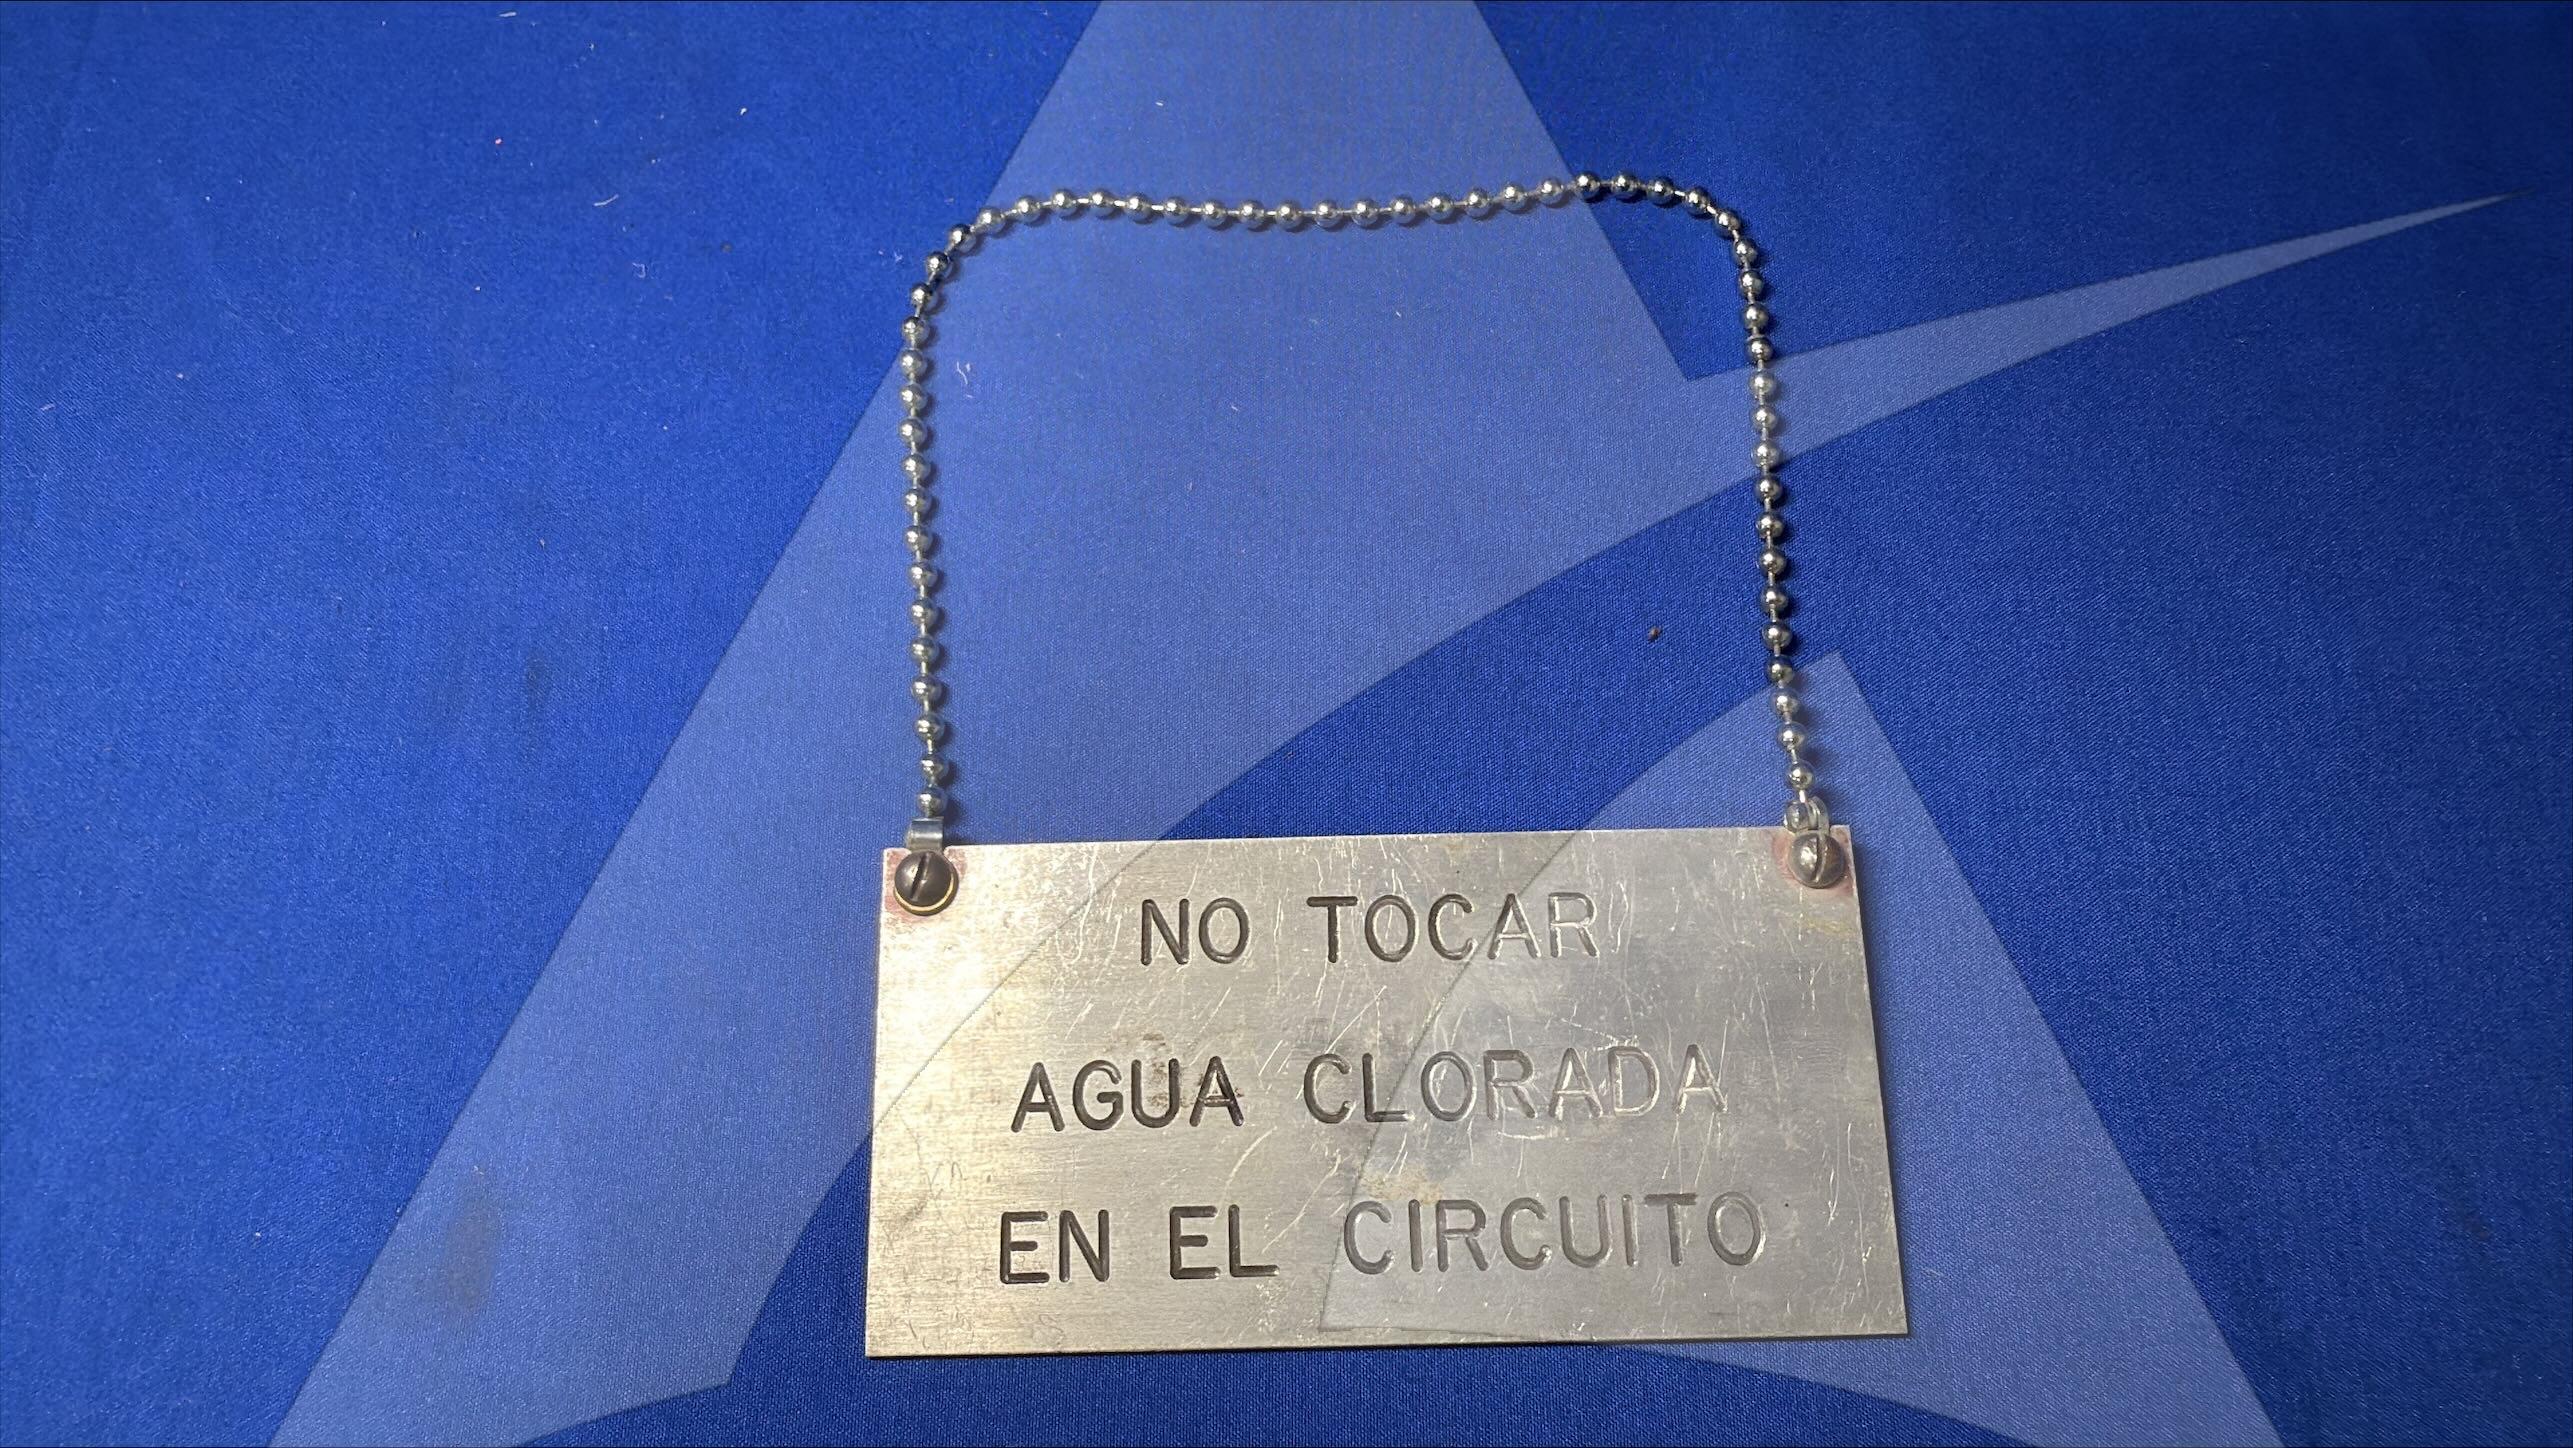 NO TOCAR
AGUA CLORADA
EN EL CIRCUITO